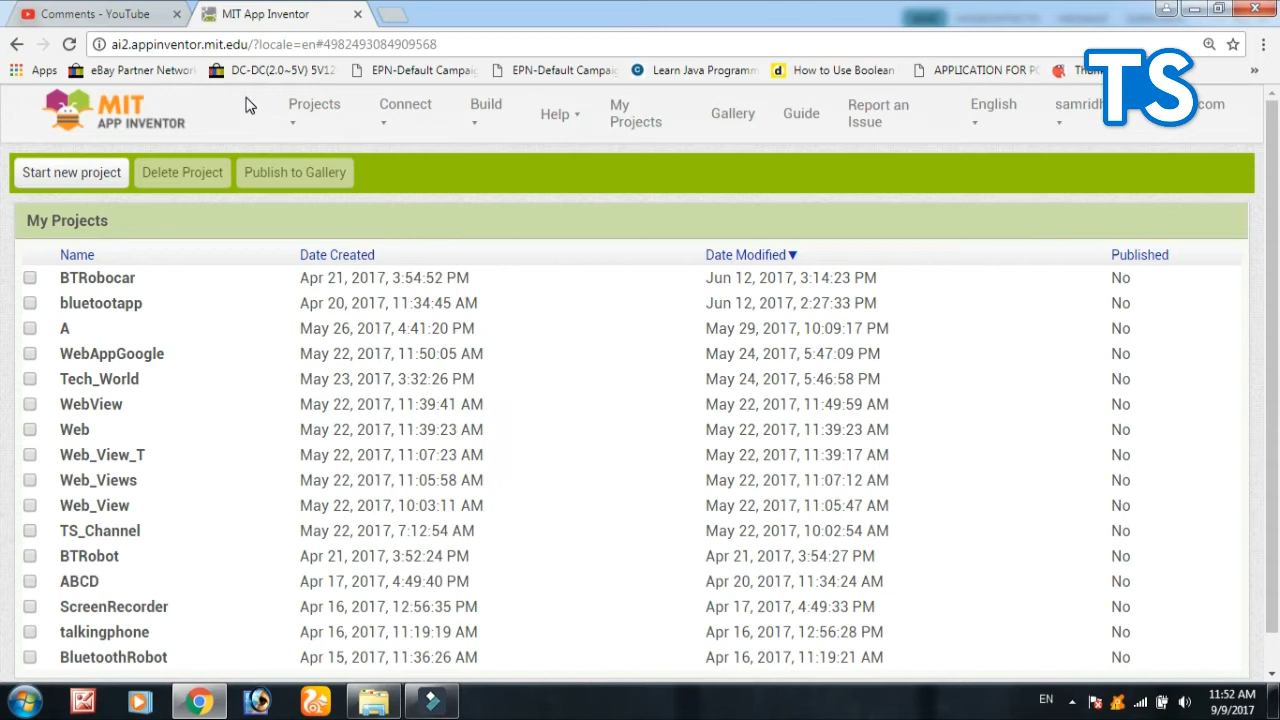 Comments - YouTube
MIT App Inventor
ai2.appinventor.mit.edu/?locale=en#4982493084909568
Apps
eBay Partner Networ
DC-DC(2.0~5V) 5V12
EPN-Default Campai
EPN-Default Campai
Learn Java Programm
d How to Use Boolean
APPLICATION FOR P
»
TS
MIT
APP INVENTOR
Projects
Connect
Build
Help
My Projects
Gallery
Guide
Report an Issue
English
samridh
com
Start new project
Delete Project
Publish to Gallery
My Projects
Name Date Created Date Modified▼ Published
BTRobocar Apr 21, 2017, 3:54:52 PM Jun 12, 2017, 3:14:23 PM No
bluetootapp Apr 20, 2017, 11:34:45 AM Jun 12, 2017, 2:27:33 PM No
A May 26, 2017, 4:41:20 PM May 29, 2017, 10:09:17 PM No
WebAppGoogle May 22, 2017, 11:50:05 AM May 24, 2017, 5:47:09 PM No
Tech_World May 23, 2017, 3:32:26 PM May 24, 2017, 5:46:58 PM No
WebView May 22, 2017, 11:39:41 AM May 22, 2017, 11:49:59 AM No
Web May 22, 2017, 11:39:23 AM May 22, 2017, 11:39:23 AM No
Web_View_T May 22, 2017, 11:07:23 AM May 22, 2017, 11:39:17 AM No
Web_Views May 22, 2017, 11:05:58 AM May 22, 2017, 11:07:12 AM No
Web_View May 22, 2017, 10:03:11 AM May 22, 2017, 11:05:47 AM No
TS_Channel May 22, 2017, 7:12:54 AM May 22, 2017, 10:02:54 AM No
BTRobot Apr 21, 2017, 3:52:24 PM Apr 21, 2017, 3:54:27 PM No
ABCD Apr 17, 2017, 4:49:40 PM Apr 20, 2017, 11:34:24 AM No
ScreenRecorder Apr 16, 2017, 12:56:35 PM Apr 17, 2017, 4:49:33 PM No
talkingphone Apr 16, 2017, 11:19:19 AM Apr 16, 2017, 12:56:28 PM No
BluetoothRobot Apr 15, 2017, 11:36:26 AM Apr 16, 2017, 11:19:21 AM No
EN
11:52 AM
9/9/2017